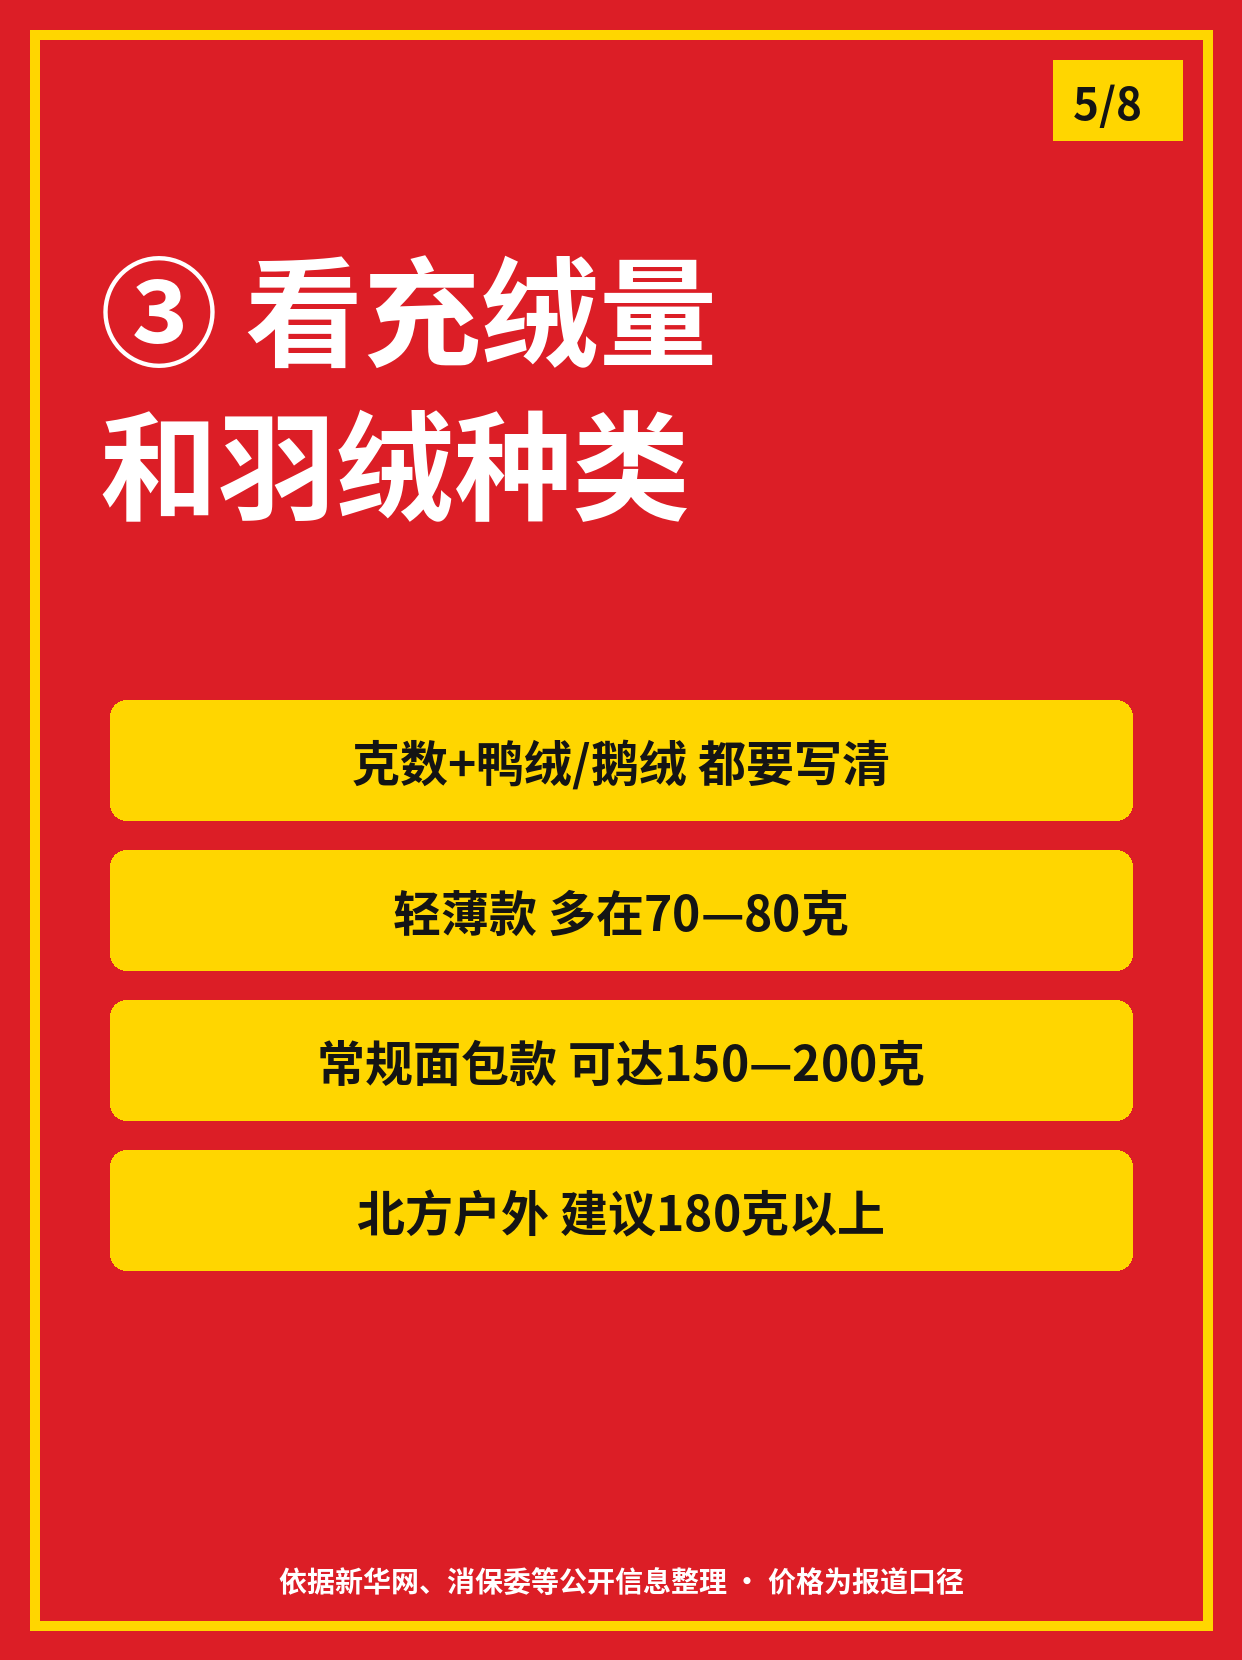 5/8
③ 看充绒量
和羽绒种类
克数+鸭绒/鹅绒 都要写清
轻薄款 多在70—80克
常规面包款 可达150—200克
北方户外 建议180克以上
依据新华网、消保委等公开信息整理 · 价格为报道口径